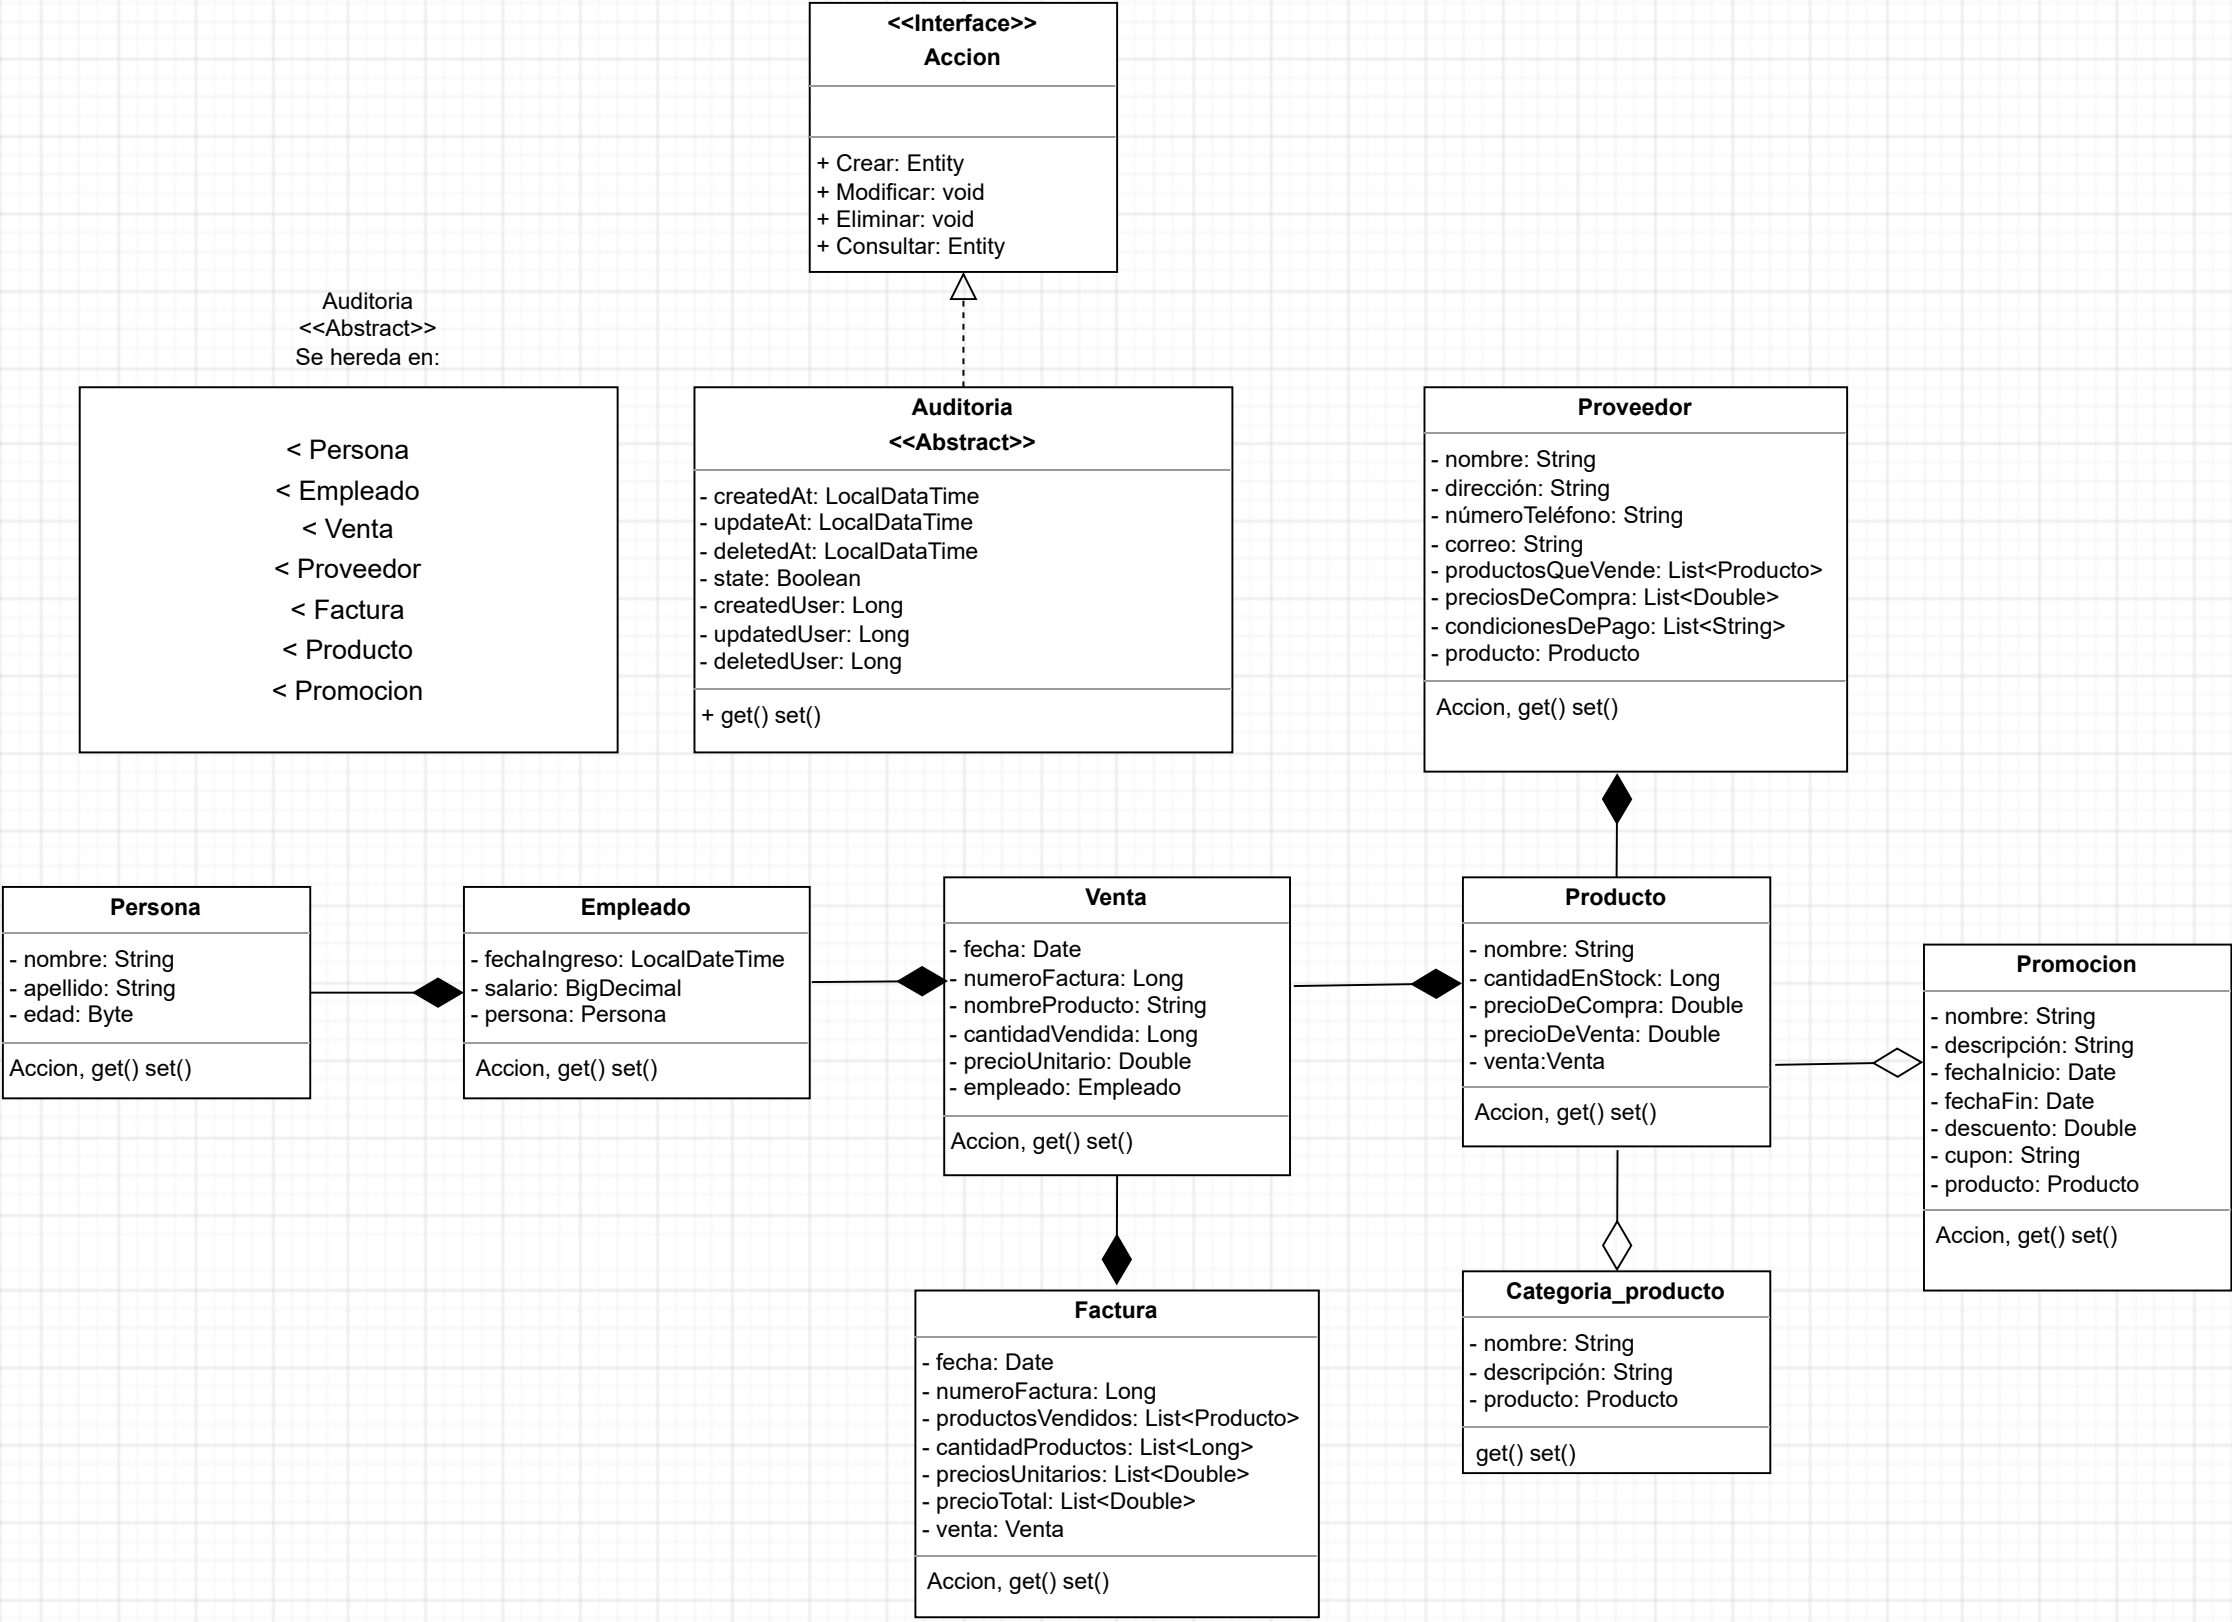 <<Interface>>
Accion
+ Crear: Entity
+ Modificar: void
+ Eliminar: void
+ Consultar: Entity
Auditoria
<<Abstract>>
Se hereda en:
< Persona
< Empleado
< Venta
< Proveedor
< Factura
< Producto
< Promocion
Auditoria
<<Abstract>>
- createdAt: LocalDataTime
- updateAt: LocalDataTime
- deletedAt: LocalDataTime
- state: Boolean
- createdUser: Long
- updatedUser: Long
- deletedUser: Long
+ get() set()
Proveedor
- nombre: String
- dirección: String
- númeroTeléfono: String
- correo: String
- productosQueVende: List<Producto>
- preciosDeCompra: List<Double>
- condicionesDePago: List<String>
- producto: Producto
Accion, get() set()
Persona
- nombre: String
- apellido: String
- edad: Byte
Accion, get() set()
Empleado
- fechaIngreso: LocalDateTime
- salario: BigDecimal
- persona: Persona
Accion, get() set()
Venta
- fecha: Date
- numeroFactura: Long
- nombreProducto: String
- cantidadVendida: Long
- precioUnitario: Double
- empleado: Empleado
Accion, get() set()
Producto
- nombre: String
- cantidadEnStock: Long
- precioDeCompra: Double
- precioDeVenta: Double
- venta:Venta
Accion, get() set()
Promocion
- nombre: String
- descripción: String
- fechaInicio: Date
- fechaFin: Date
- descuento: Double
- cupon: String
- producto: Producto
Accion, get() set()
Factura
- fecha: Date
- numeroFactura: Long
- productosVendidos: List<Producto>
- cantidadProductos: List<Long>
- preciosUnitarios: List<Double>
- precioTotal: List<Double>
- venta: Venta
Accion, get() set()
Categoria_producto
- nombre: String
- descripción: String
- producto: Producto
get() set()